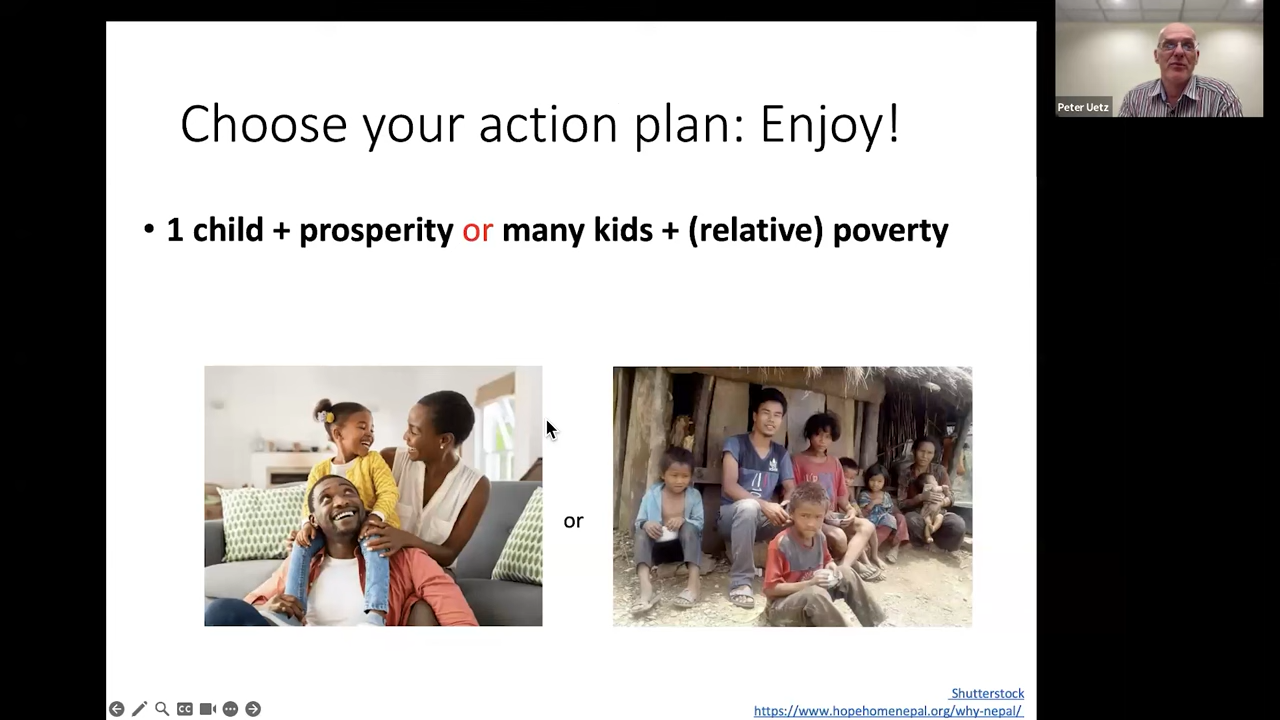 Choose your action plan: Enjoy!
• 1 child + prosperity or many kids + (relative) poverty
or
Shutterstock
https://www.hopehomenepal.org/why-nepal/
Peter Uetz
CC